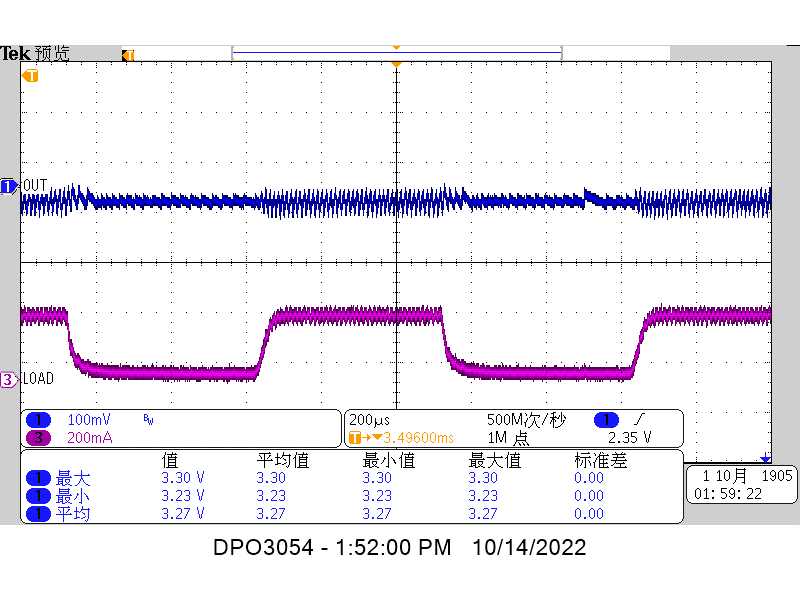 Tek 预览
T
T
1 OUT
3 LOAD
1 100mV BW
3 200mA
200µs 500M次/秒 1 ∫
T→▼3.49600ms 1M 点 2.35 V
值 平均值 最小值 最大值 标准差
1 最大 3.30 V 3.30 3.30 3.30 0.00
1 最小 3.23 V 3.23 3.23 3.23 0.00
1 平均 3.27 V 3.27 3.27 3.27 0.00
1 10月 1905
01:59:22
DPO3054 - 1:52:00 PM 10/14/2022